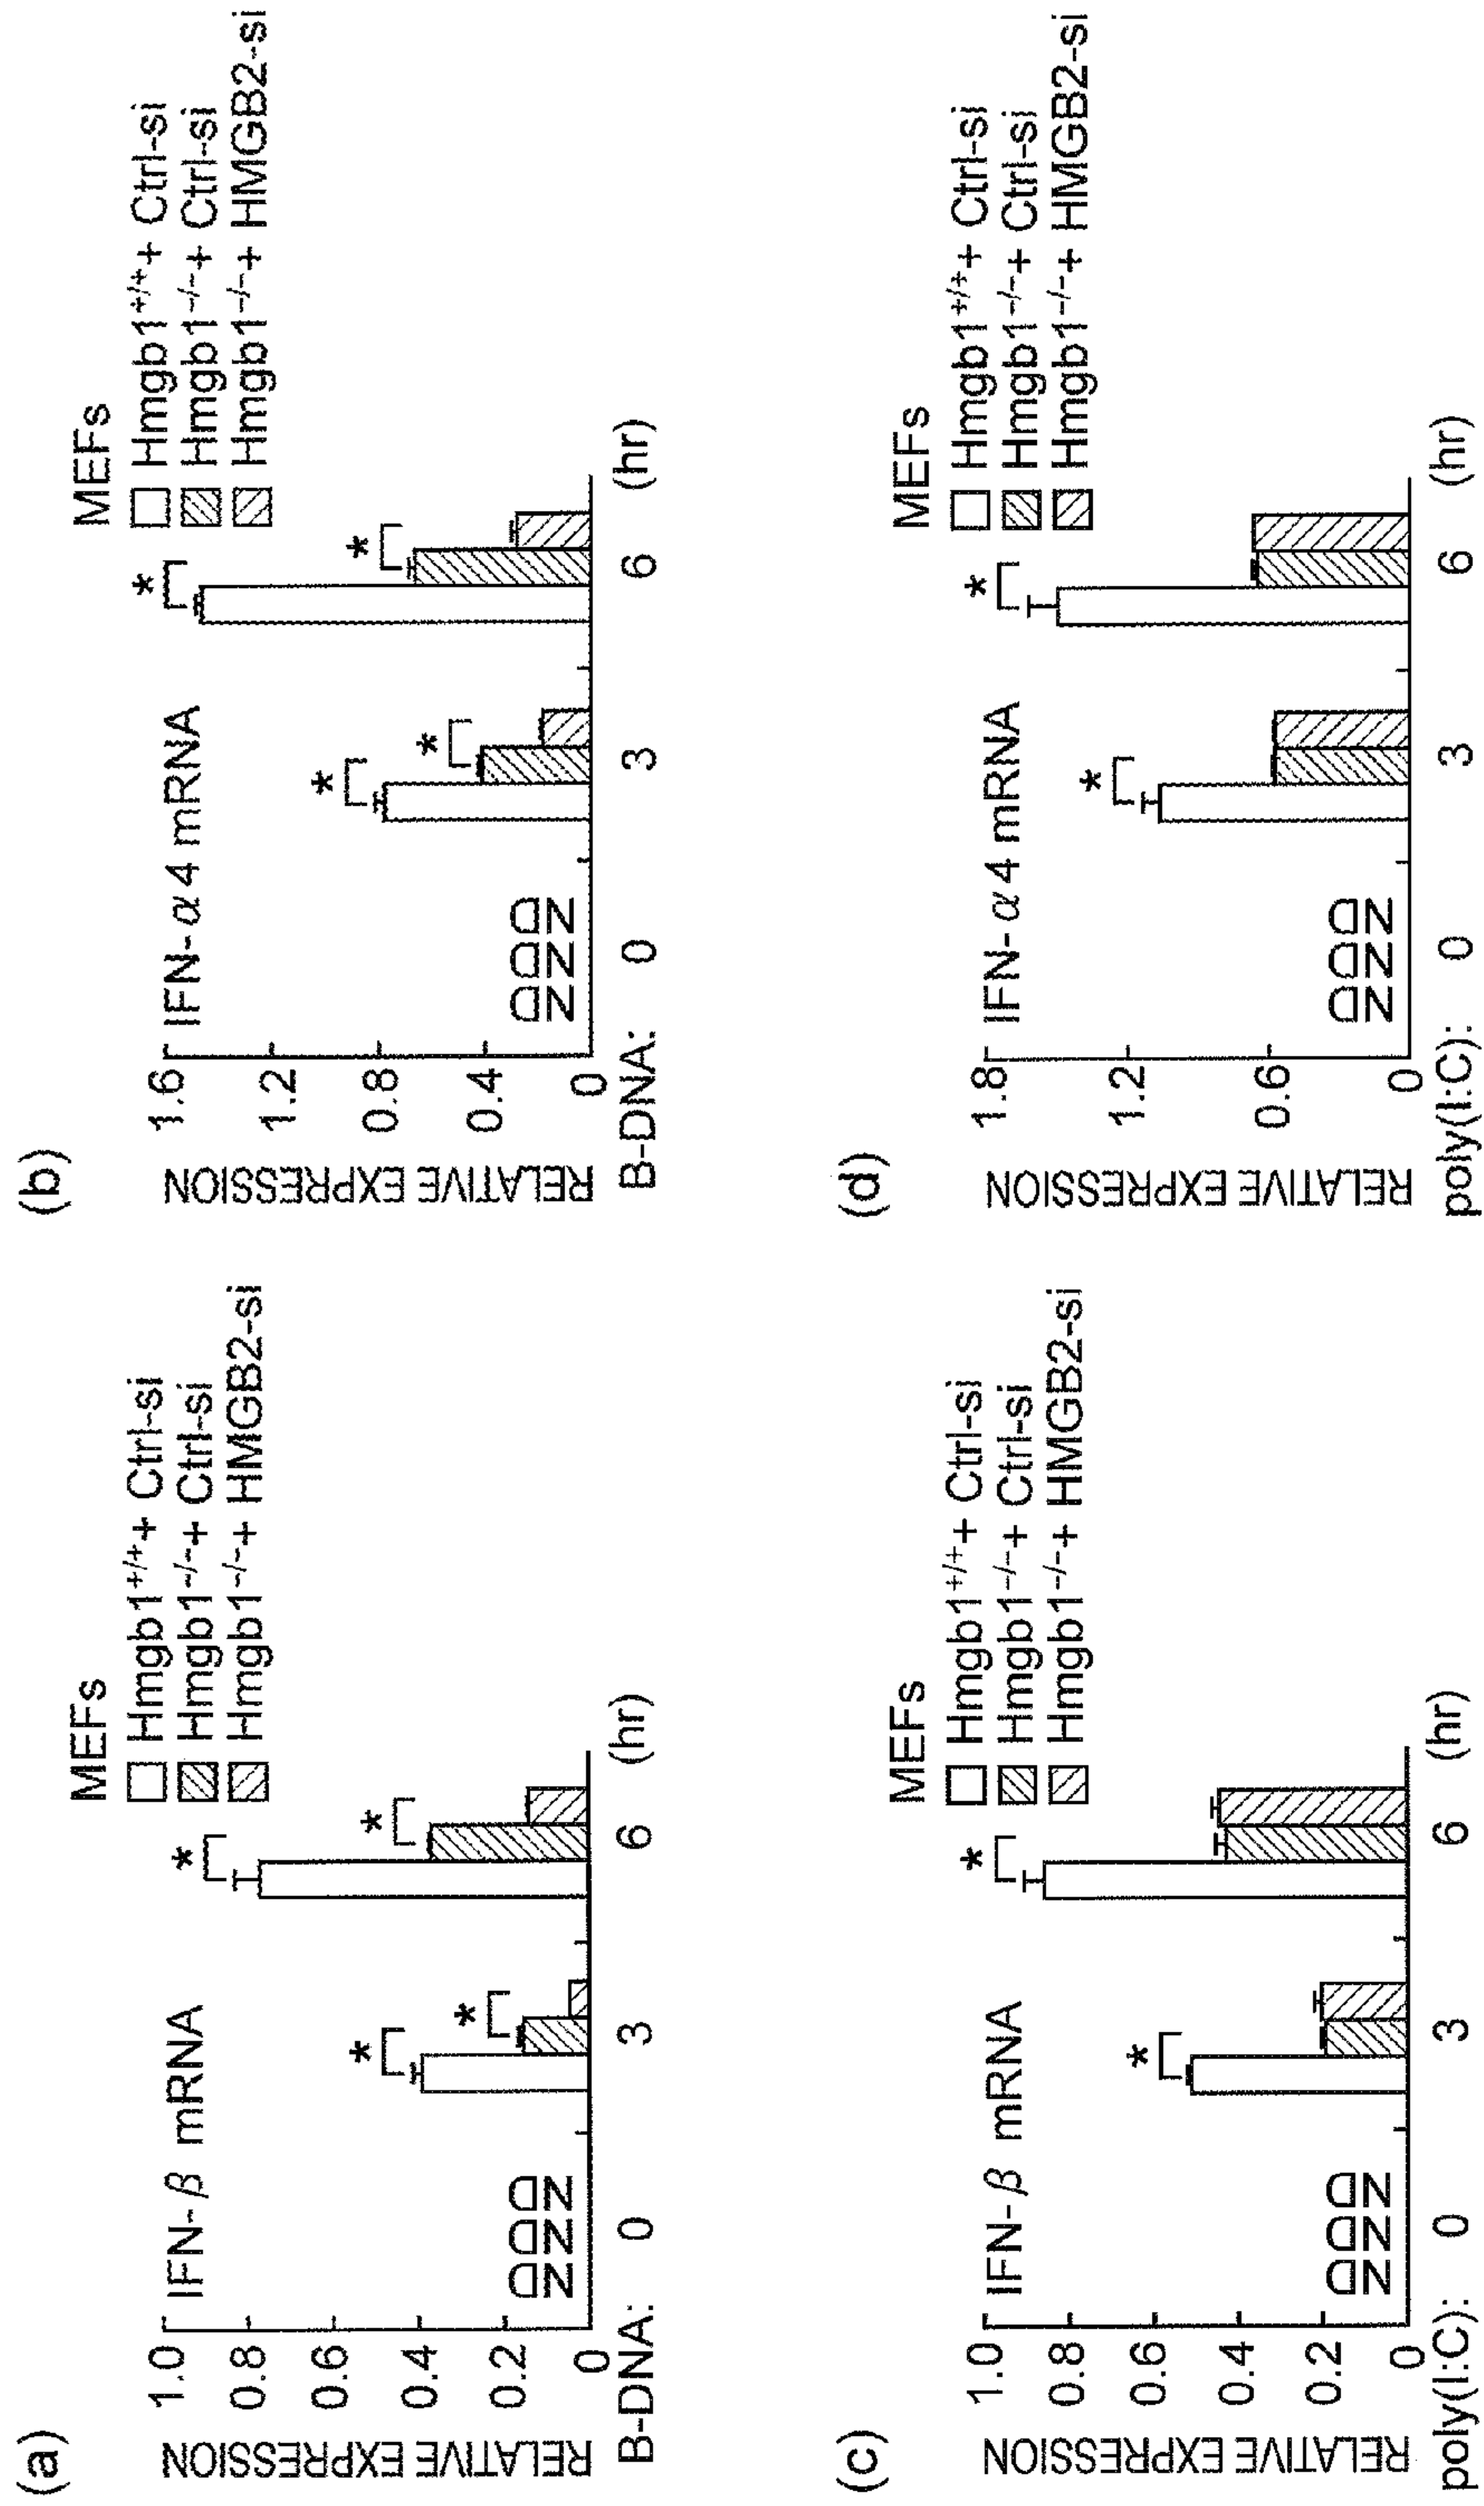 (a)
MEFs
Hmgb1+/++ Ctrl-si
Hmgb1-/-+ Ctrl-si
Hmgb1-/-+ HMGB2-si
IFN-β mRNA
RELATIVE EXPRESSION
1.0
0.8
0.6
0.4
0.2
0
* * * *
ND ND ND
B-DNA: 0 3 6 (hr)
(b)
MEFs
Hmgb1+/++ Ctrl-si
Hmgb1-/-+ Ctrl-si
Hmgb1-/-+ HMGB2-si
IFN-α4 mRNA
RELATIVE EXPRESSION
1.6
1.2
0.8
0.4
0
* * * *
ND ND ND
B-DNA: 0 3 6 (hr)
(c)
MEFs
Hmgb1+/++ Ctrl-si
Hmgb1-/-+ Ctrl-si
Hmgb1-/-+ HMGB2-si
IFN-β mRNA
RELATIVE EXPRESSION
1.0
0.8
0.6
0.4
0.2
0
* *
ND ND ND
poly(I:C): 0 3 6 (hr)
(d)
MEFs
Hmgb1+/++ Ctrl-si
Hmgb1-/-+ Ctrl-si
Hmgb1-/-+ HMGB2-si
IFN-α4 mRNA
RELATIVE EXPRESSION
1.8
1.2
0.6
0
* *
ND ND ND
poly(I:C): 0 3 6 (hr)